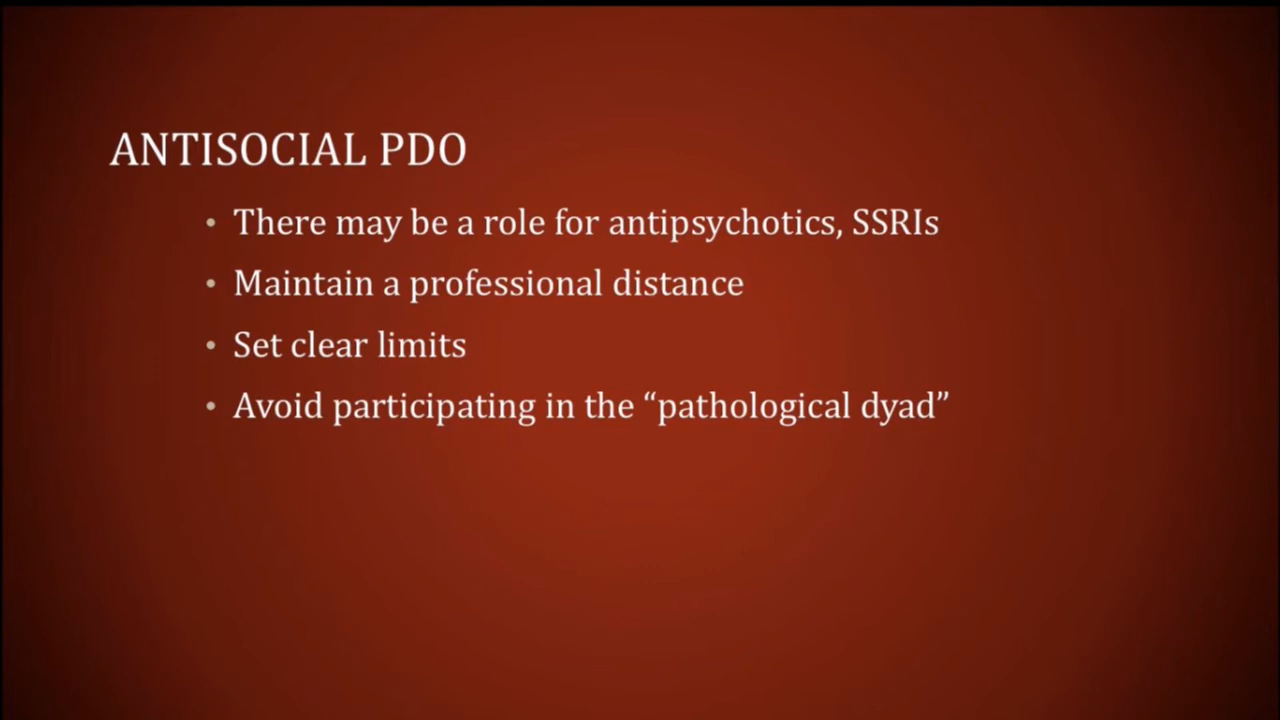 ANTISOCIAL PDO
• There may be a role for antipsychotics, SSRIs
• Maintain a professional distance
• Set clear limits
• Avoid participating in the “pathological dyad”